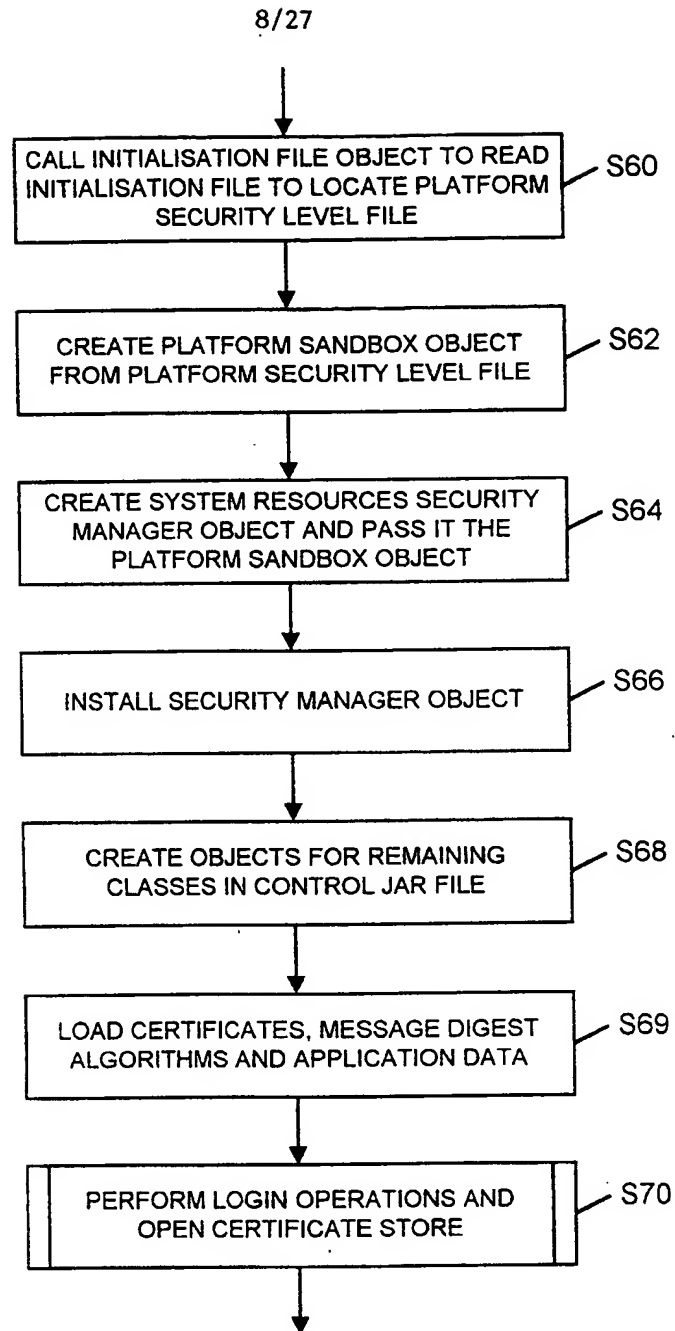 8/27
CALL INITIALISATION FILE OBJECT TO READ
INITIALISATION FILE TO LOCATE PLATFORM
SECURITY LEVEL FILE
S60
CREATE PLATFORM SANDBOX OBJECT
FROM PLATFORM SECURITY LEVEL FILE
S62
CREATE SYSTEM RESOURCES SECURITY
MANAGER OBJECT AND PASS IT THE
PLATFORM SANDBOX OBJECT
S64
INSTALL SECURITY MANAGER OBJECT
S66
CREATE OBJECTS FOR REMAINING
CLASSES IN CONTROL JAR FILE
S68
LOAD CERTIFICATES, MESSAGE DIGEST
ALGORITHMS AND APPLICATION DATA
S69
PERFORM LOGIN OPERATIONS AND
OPEN CERTIFICATE STORE
S70